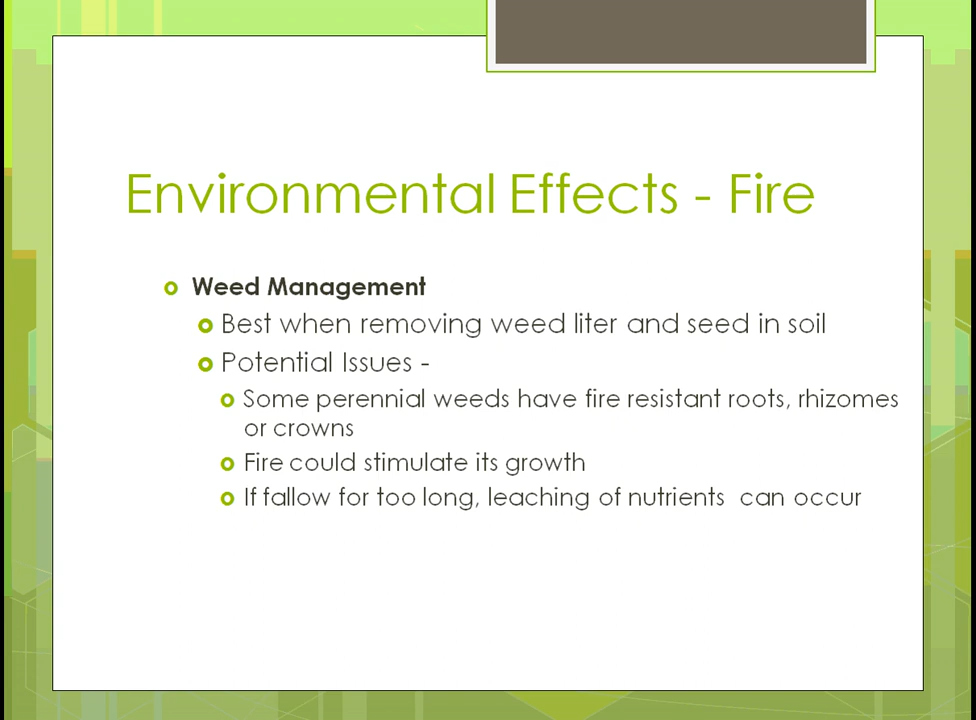 Environmental Effects - Fire
Weed Management
Best when removing weed liter and seed in soil
Potential Issues -
Some perennial weeds have fire resistant roots, rhizomes
or crowns
Fire could stimulate its growth
If fallow for too long, leaching of nutrients  can occur